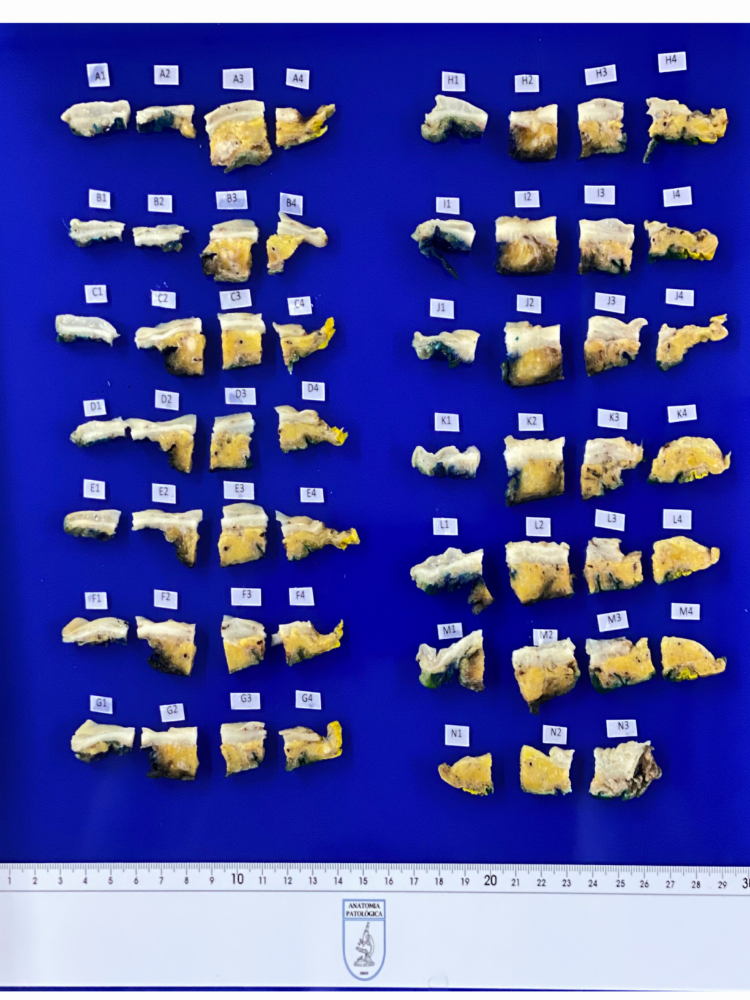 A1 A2 A3 A4
B1 B2 B3 B4
C1 C2 C3 C4
D1 D2 D3 D4
E1 E2 E3 E4
F1 F2 F3 F4
G1 G2 G3 G4
H1 H2 H3 H4
I1 I2 I3 I4
J1 J2 J3 J4
K1 K2 K3 K4
L1 L2 L3 L4
M1 M2 M3 M4
N1 N2 N3
1 2 3 4 5 6 7 8 9 10 11 12 13 14 15 16 17 18 19 20 21 22 23 24 25 26 27 28 29
ANATOMIA
PATOLÓGICA